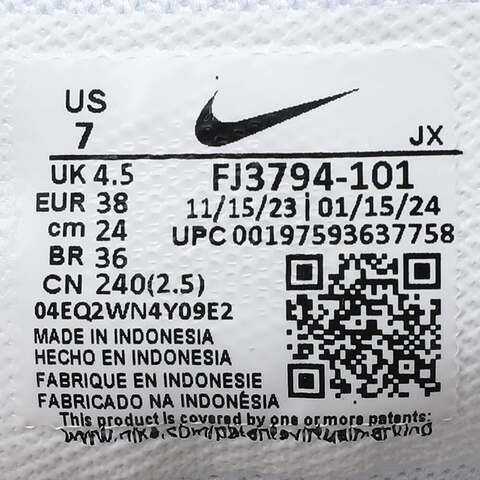 US
7
JX
UK 4.5
EUR 38
cm 24
BR 36
CN 240(2.5)
FJ3794-101
11/15/23 | 01/15/24
UPC 00197593637758
04EQ2WN4Y09E2
MADE IN INDONESIA
HECHO EN INDONESIA
FABRIQUE EN INDONESIE
FABRICADO NA INDONÉSIA
This product is covered by one or more patents: